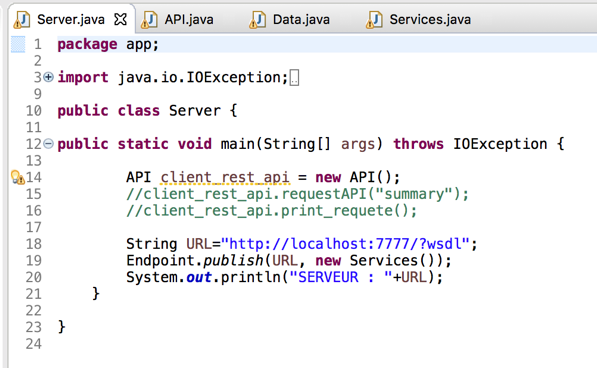 Server.java API.java Data.java Services.java
1 package app;
2
3 import java.io.IOException;
9
10 public class Server {
11
12 public static void main(String[] args) throws IOException {
13
14 API client_rest_api = new API();
15 //client_rest_api.requestAPI("summary");
16 //client_rest_api.print_requete();
17
18 String URL="http://localhost:7777/?wsdl";
19 Endpoint.publish(URL, new Services());
20 System.out.println("SERVEUR : "+URL);
21 }
22
23 }
24